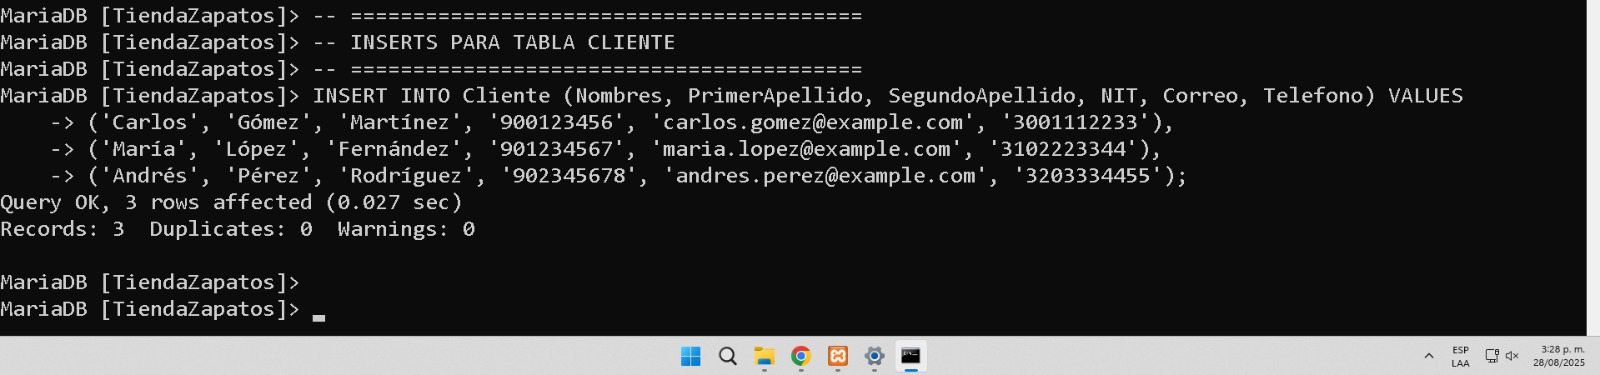 MariaDB [TiendaZapatos]> -- =========================================
MariaDB [TiendaZapatos]> -- INSERTS PARA TABLA CLIENTE
MariaDB [TiendaZapatos]> -- =========================================
MariaDB [TiendaZapatos]> INSERT INTO Cliente (Nombres, PrimerApellido, SegundoApellido, NIT, Correo, Telefono) VALUES
    -> ('Carlos', 'Gómez', 'Martínez', '900123456', 'carlos.gomez@example.com', '3001112233'),
    -> ('María', 'López', 'Fernández', '901234567', 'maria.lopez@example.com', '3102223344'),
    -> ('Andrés', 'Pérez', 'Rodríguez', '902345678', 'andres.perez@example.com', '3203334455');
Query OK, 3 rows affected (0.027 sec)
Records: 3  Duplicates: 0  Warnings: 0
MariaDB [TiendaZapatos]>
MariaDB [TiendaZapatos]> _
ESP
LAA
3:28 p. m.
28/08/2025